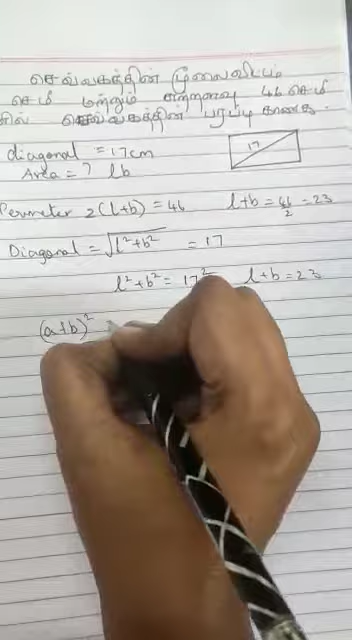 செவ்வகத்தின் மூலைவிட்டம்
செ மீ மற்றும் சுற்றளவு 46 செ.மீ
செவ்வகத்தின் பரப்பு காண்க.
diagonal = 17cm
17
Area = ? lb
Perimeter 2(l+b) = 46 l+b = 46/2 = 23
Diagonal = √l²+b² = 17
l²+b² = 17² l+b = 23
(a+b)²